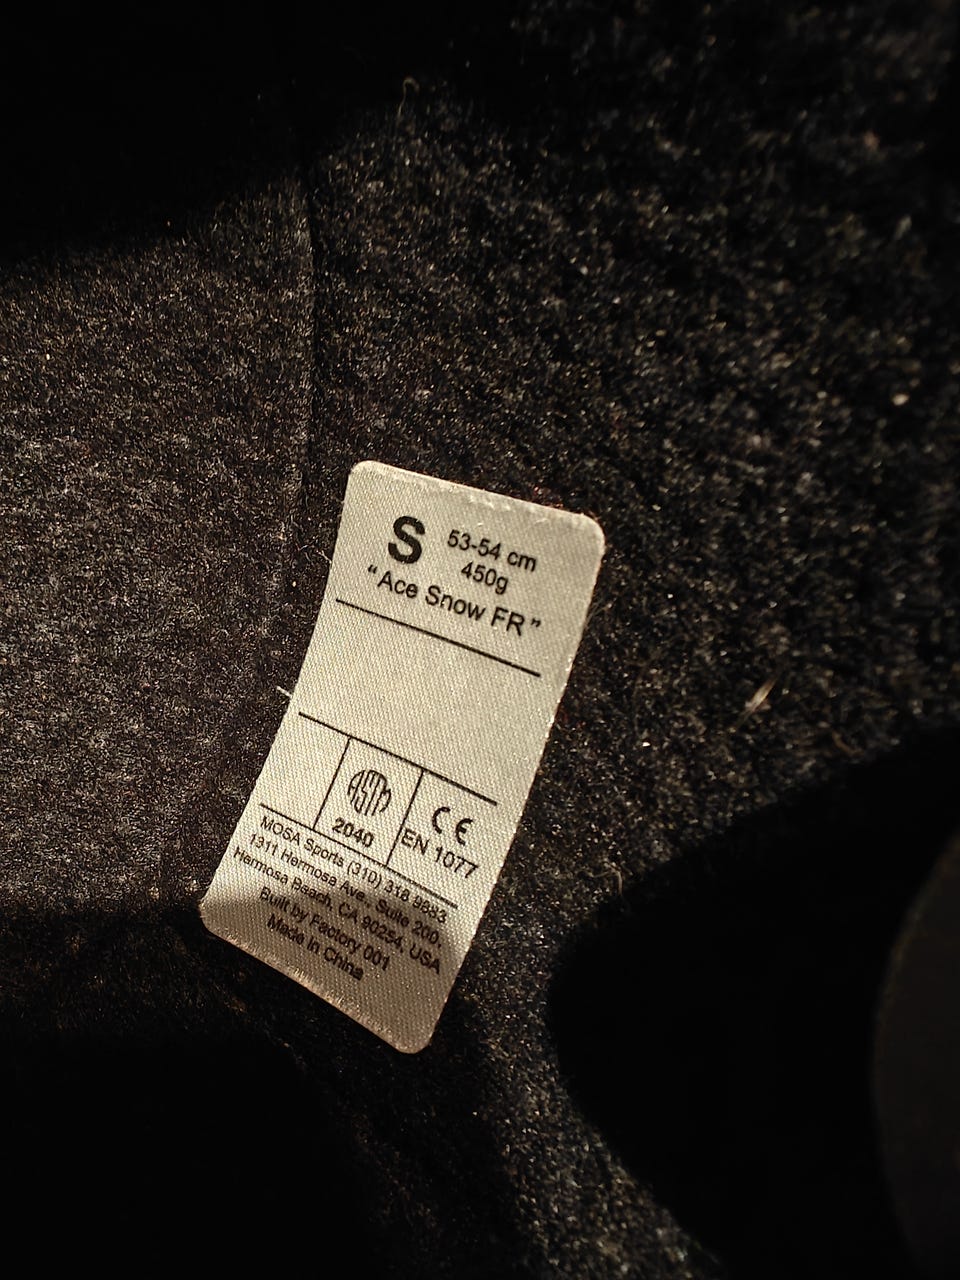 S 53-54 cm
450g
“Ace Snow FR”
ASTM
2040
CE
EN 1077
MOSA Sports (310) 318 9883
1311 Hermosa Ave., Suite 200,
Hermosa Beach, CA 90254, USA
Built by Factory 001
Made in China